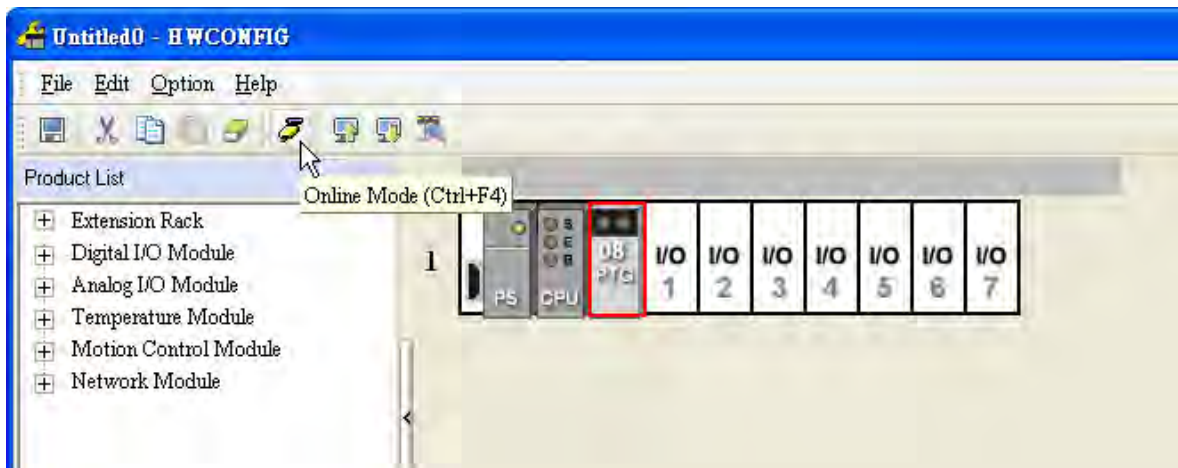 Untitled0 - HWCONFIG
File Edit Option Help
Product List
Online Mode (Ctrl+F4)
Extension Rack
Digital I/O Module
Analog I/O Module
Temperature Module
Motion Control Module
Network Module
1
PS
CPU
08
PTG
I/O 1
I/O 2
I/O 3
I/O 4
I/O 5
I/O 6
I/O 7